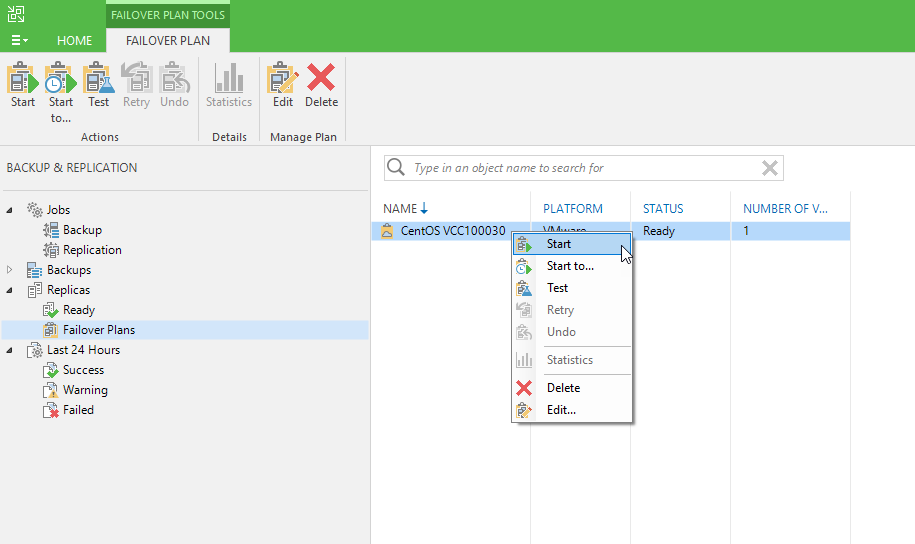 FAILOVER PLAN TOOLS
HOME
FAILOVER PLAN
Start
Start to...
Test
Retry
Undo
Statistics
Edit
Delete
Actions
Details
Manage Plan
BACKUP & REPLICATION
Jobs
Backup
Replication
Backups
Replicas
Ready
Failover Plans
Last 24 Hours
Success
Warning
Failed
Type in an object name to search for
NAME PLATFORM STATUS NUMBER OF V...
CentOS VCC100030 VMware Ready 1
Start
Start to...
Test
Retry
Undo
Statistics
Delete
Edit...